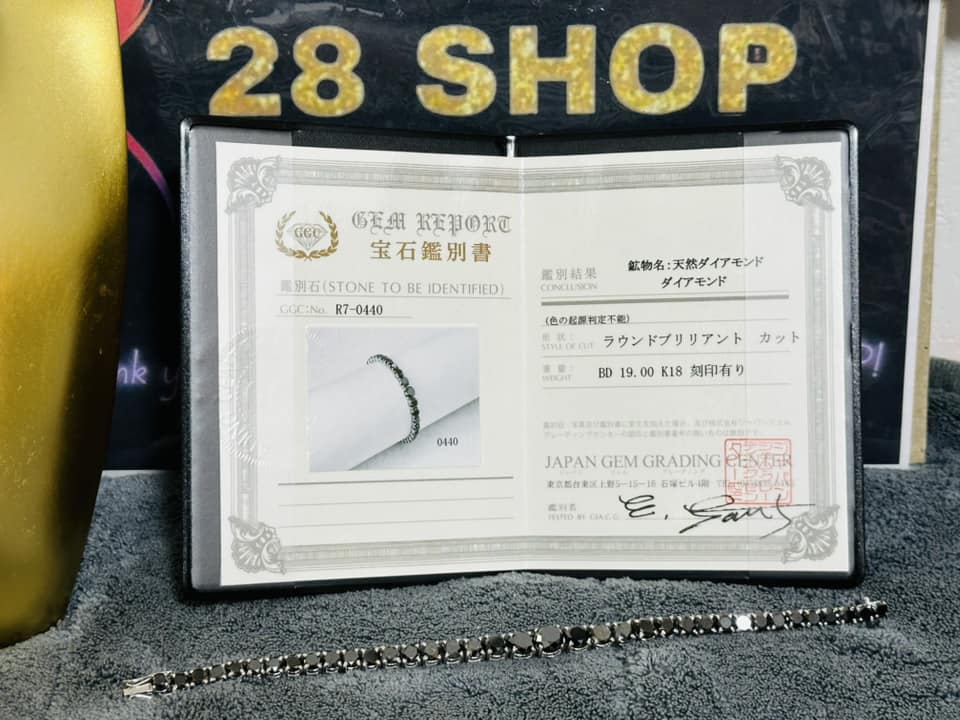 28 SHOP
GGC
GEM REPORT
宝石鑑別書
鑑別石(STONE TO BE IDENTIFIED)
GGC:No. R7-0440
0440
鑑別結果
CONCLUSION
鉱物名:天然ダイアモンド
ダイアモンド
(色の起源判定不能)
形 状:
STYLE OF CUT
ラウンドブリリアント カット
重 量:
WEIGHT
BD 19.00 K18 刻印有り
JAPAN GEM GRADING CENTER
東京都台東区上野5-15-16 石塚ビル4階
鑑別者
TESTED BY